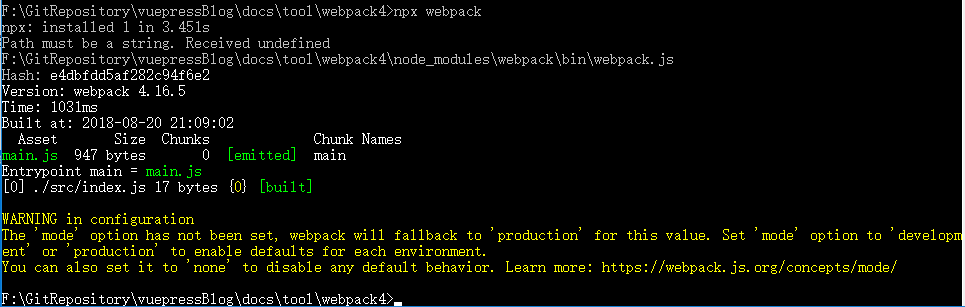 F:\GitRepository\vuepressBlog\docs\tool\webpack4>npx webpack
npx: installed 1 in 3.451s
Path must be a string. Received undefined
F:\GitRepository\vuepressBlog\docs\tool\webpack4\node_modules\webpack\bin\webpack.js
Hash: e4dbfdd5af282c94f6e2
Version: webpack 4.16.5
Time: 1031ms
Built at: 2018-08-20 21:09:02
Asset Size Chunks Chunk Names
main.js 947 bytes 0 [emitted] main
Entrypoint main = main.js
[0] ./src/index.js 17 bytes {0} [built]
WARNING in configuration
The 'mode' option has not been set, webpack will fallback to 'production' for this value. Set 'mode' option to 'developm
ent' or 'production' to enable defaults for each environment.
You can also set it to 'none' to disable any default behavior. Learn more: https://webpack.js.org/concepts/mode/
F:\GitRepository\vuepressBlog\docs\tool\webpack4>